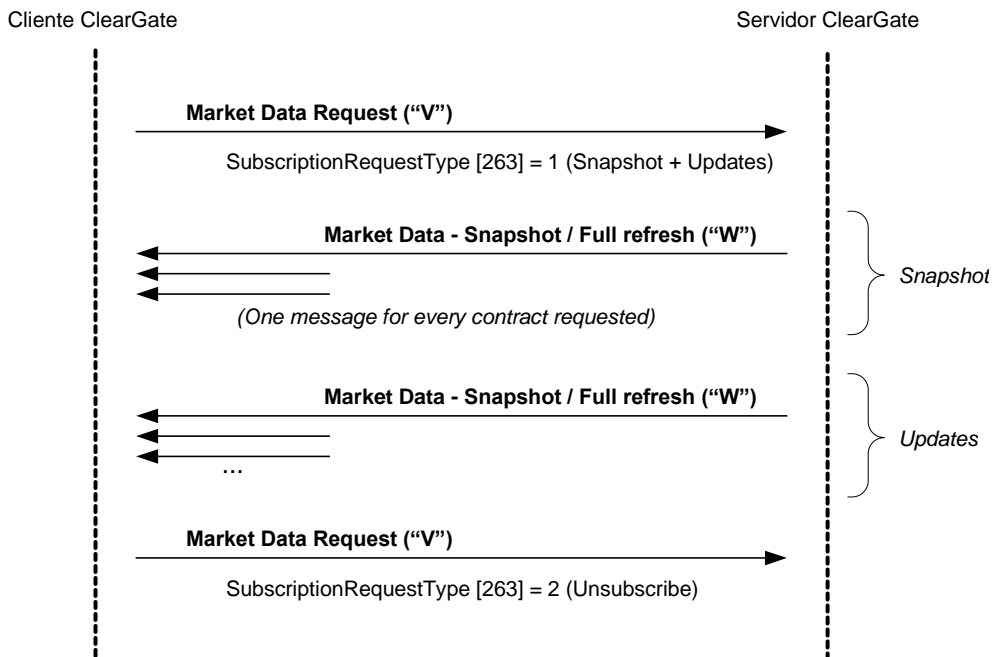 Cliente ClearGate
Servidor ClearGate
Market Data Request (“V”)
SubscriptionRequestType [263] = 1 (Snapshot + Updates)
Market Data - Snapshot / Full refresh (“W”)
Snapshot
(One message for every contract requested)
Market Data - Snapshot / Full refresh (“W”)
Updates
…
Market Data Request (“V”)
SubscriptionRequestType [263] = 2 (Unsubscribe)